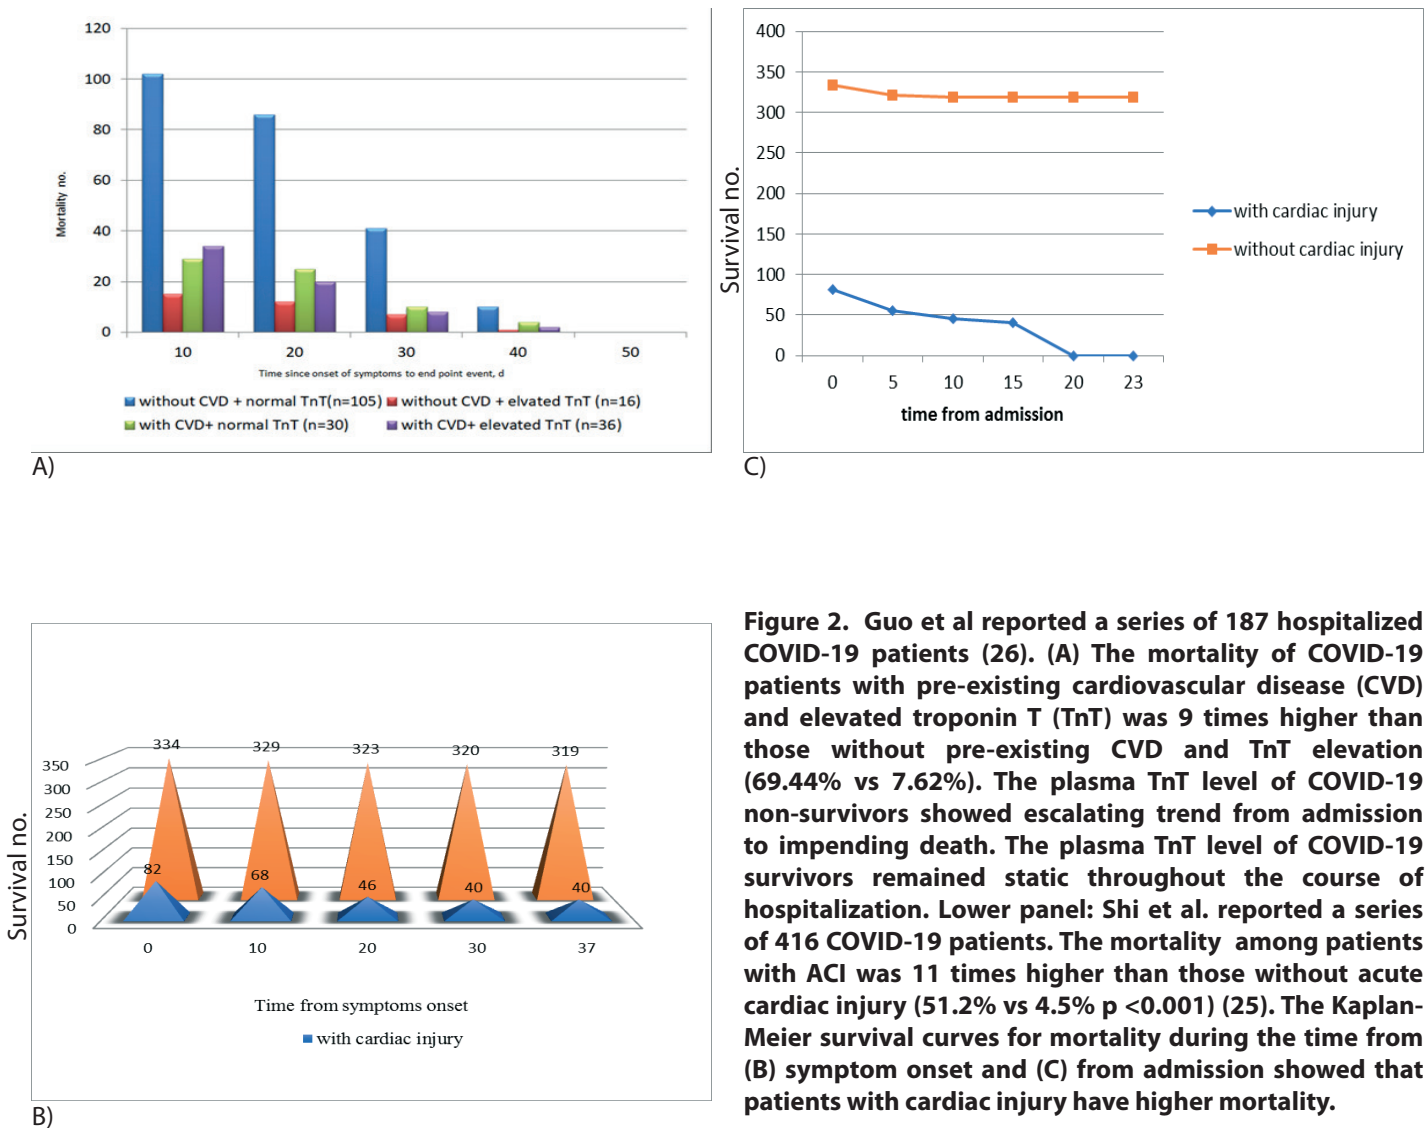 120
100
80
60
40
20
0
Mortality no.
10 20 30 40 50
Time since onset of symptoms to end point event, d
without CVD + normal TnT(n=105) without CVD + elvated TnT (n=16)
with CVD+ normal TnT (n=30) with CVD+ elevated TnT (n=36)
A)
400
350
300
250
200
150
100
50
0
Survival no.
0 5 10 15 20 23
time from admission
with cardiac injury
without cardiac injury
C)
334 329 323 320 319
350
300
250
200
150
100
50
0
82 68 46 40 40
Survival no.
0 10 20 30 37
Time from symptoms onset
with cardiac injury
B)
Figure 2. Guo et al reported a series of 187 hospitalized
COVID-19 patients (26). (A) The mortality of COVID-19
patients with pre-existing cardiovascular disease (CVD)
and elevated troponin T (TnT) was 9 times higher than
those without pre-existing CVD and TnT elevation
(69.44% vs 7.62%). The plasma TnT level of COVID-19
non-survivors showed escalating trend from admission
to impending death. The plasma TnT level of COVID-19
survivors remained static throughout the course of
hospitalization. Lower panel: Shi et al. reported a series
of 416 COVID-19 patients. The mortality among patients
with ACI was 11 times higher than those without acute
cardiac injury (51.2% vs 4.5% p <0.001) (25). The Kaplan-
Meier survival curves for mortality during the time from
(B) symptom onset and (C) from admission showed that
patients with cardiac injury have higher mortality.